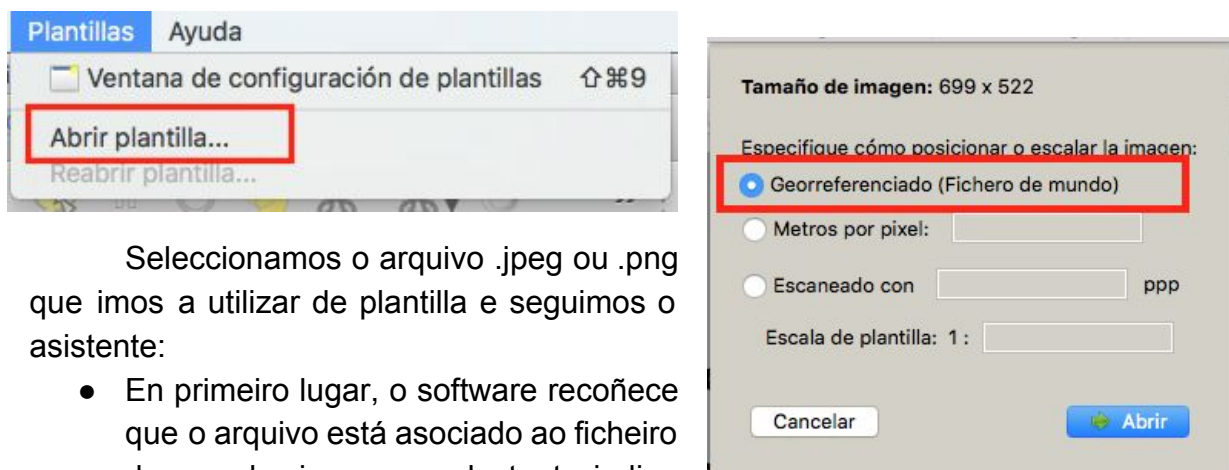 Plantillas Ayuda
Ventana de configuración de plantillas ⇧⌘9
Abrir plantilla...
Reabrir plantilla...
Seleccionamos o arquivo .jpeg ou .png
que imos a utilizar de plantilla e seguimos o
asistente:
● En primeiro lugar, o software recoñece
que o arquivo está asociado ao ficheiro
Tamaño de imagen: 699 x 522
Especifique cómo posicionar o escalar la imagen:
Georreferenciado (Fichero de mundo)
Metros por pixel:
Escaneado con ppp
Escala de plantilla: 1 :
Cancelar Abrir